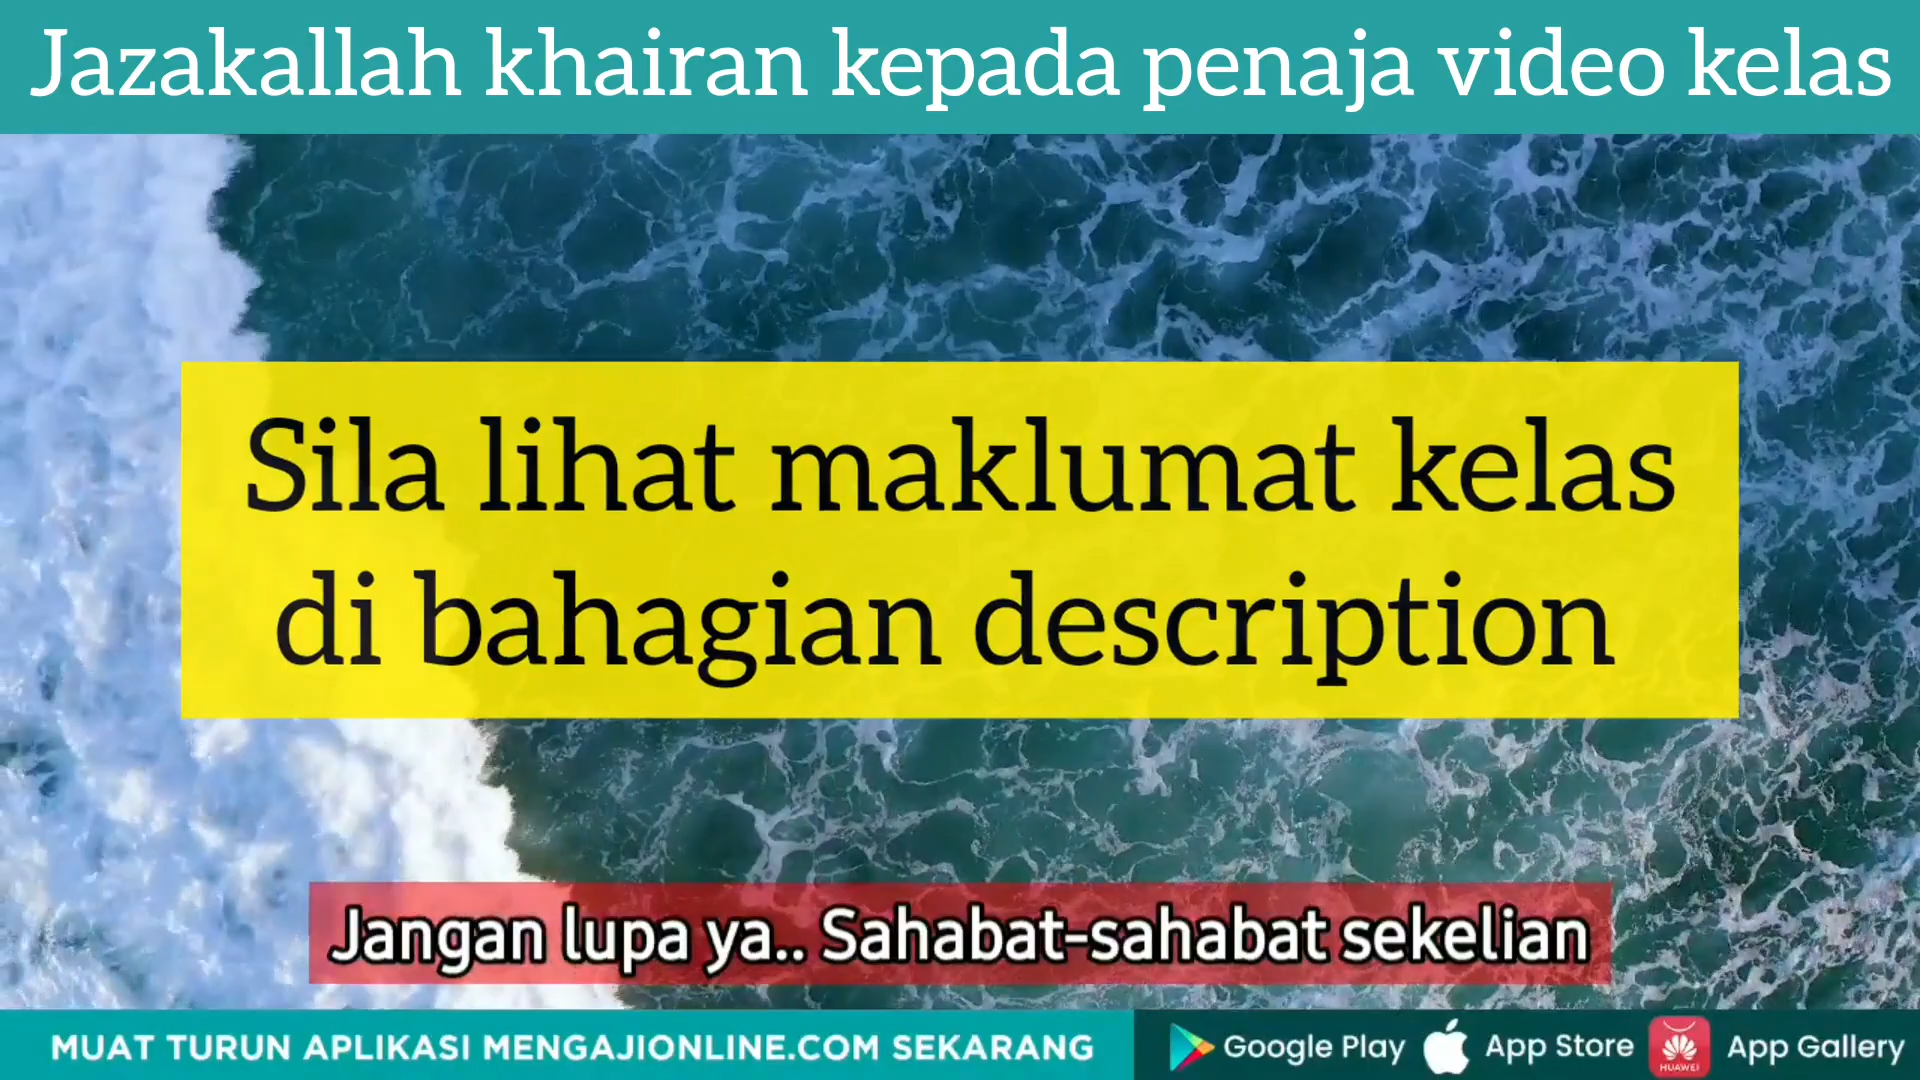 Jazakallah khairan kepada penaja video kelas
Sila lihat maklumat kelas
di bahagian description
Jangan lupa ya.. Sahabat-sahabat sekelian
MUAT TURUN APLIKASI MENGAJIONLINE.COM SEKARANG
Google Play
App Store
HUAWEI
App Gallery